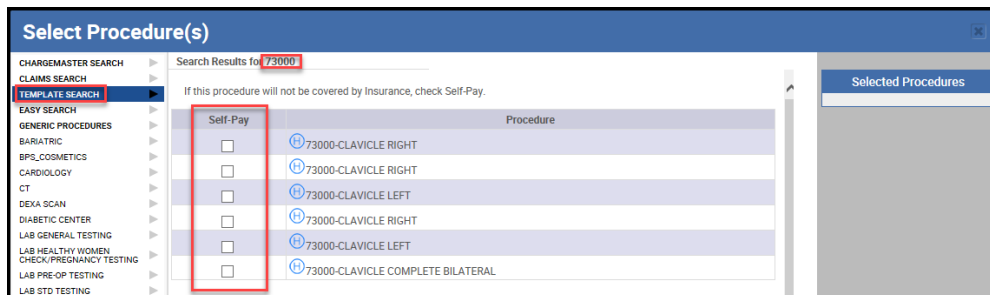 Select Procedure(s)
CHARGEMASTER SEARCH
CLAIMS SEARCH
TEMPLATE SEARCH
EASY SEARCH
GENERIC PROCEDURES
BARIATRIC
BPS_COSMETICS
CARDIOLOGY
CT
DEXA SCAN
DIABETIC CENTER
LAB GENERAL TESTING
LAB HEALTHY WOMEN
CHECK/PREGNANCY TESTING
LAB PRE-OP TESTING
LAB STD TESTING
Search Results for 73000
If this procedure will not be covered by Insurance, check Self-Pay.
Self-Pay Procedure
H 73000-CLAVICLE RIGHT
H 73000-CLAVICLE RIGHT
H 73000-CLAVICLE LEFT
H 73000-CLAVICLE RIGHT
H 73000-CLAVICLE LEFT
H 73000-CLAVICLE COMPLETE BILATERAL
Selected Procedures